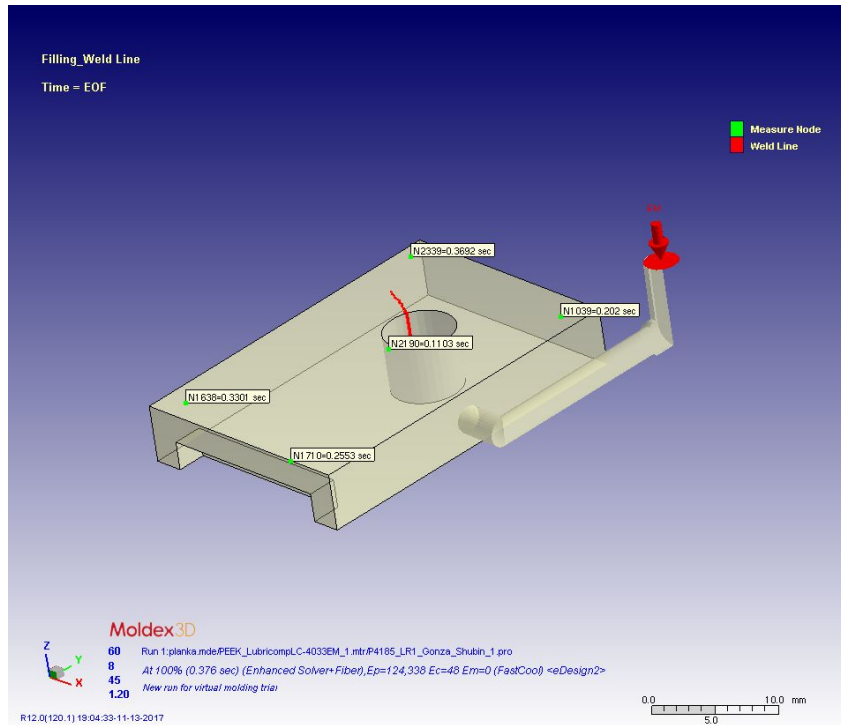 Filling_Weld Line
Time = EOF
Measure Node
Weld Line
N2339=0.3692 sec
N1039=0.202 sec
N2190=0.1103 sec
N1638=0.3301 sec
N1710=0.2553 sec
Moldex3D
Z
Y
X
60
8
45
1.20
Run 1:planka.mde/PEEK_LubricompLC-4033EM_1.mtr/P4185_LR1_Gonza_Shubin_1.pro
At 100% (0.376 sec) (Enhanced Solver+Fiber),Ep=124,338 Ec=48 Em=0 (FastCool) <eDesign2>
New run for virtual molding trial
0.0
10.0 mm
5.0
R12.0(120.1) 19:04:33-11-13-2017